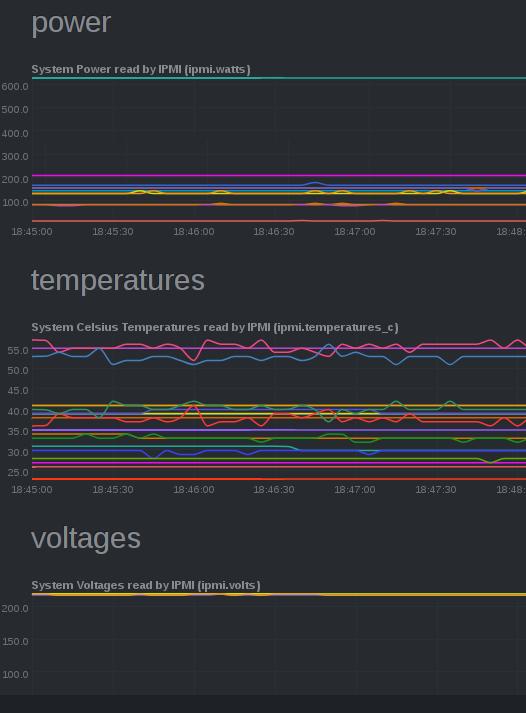 power
System Power read by IPMI (ipmi.watts)
600.0
500.0
400.0
300.0
200.0
100.0
18:45:00 18:45:30 18:46:00 18:46:30 18:47:00 18:47:30 18:48:
temperatures
System Celsius Temperatures read by IPMI (ipmi.temperatures_c)
55.0
50.0
45.0
40.0
35.0
30.0
25.0
18:45:00 18:45:30 18:46:00 18:46:30 18:47:00 18:47:30 18:48:
voltages
System Voltages read by IPMI (ipmi.volts)
200.0
150.0
100.0